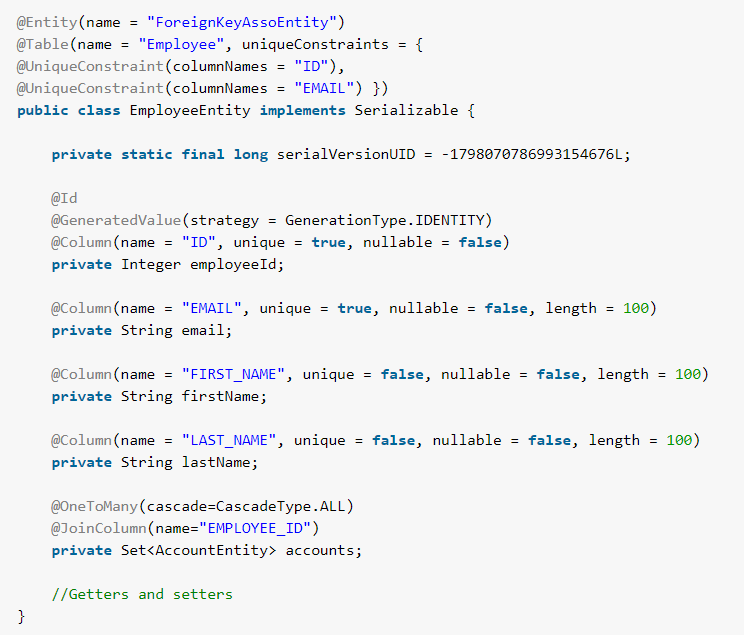 @Entity(name = "ForeignKeyAssoEntity")
@Table(name = "Employee", uniqueConstraints = {
@UniqueConstraint(columnNames = "ID"),
@UniqueConstraint(columnNames = "EMAIL") })
public class EmployeeEntity implements Serializable {
    private static final long serialVersionUID = -1798070786993154676L;
    @Id
    @GeneratedValue(strategy = GenerationType.IDENTITY)
    @Column(name = "ID", unique = true, nullable = false)
    private Integer employeeId;
    @Column(name = "EMAIL", unique = true, nullable = false, length = 100)
    private String email;
    @Column(name = "FIRST_NAME", unique = false, nullable = false, length = 100)
    private String firstName;
    @Column(name = "LAST_NAME", unique = false, nullable = false, length = 100)
    private String lastName;
    @OneToMany(cascade=CascadeType.ALL)
    @JoinColumn(name="EMPLOYEE_ID")
    private Set<AccountEntity> accounts;
    //Getters and setters
}